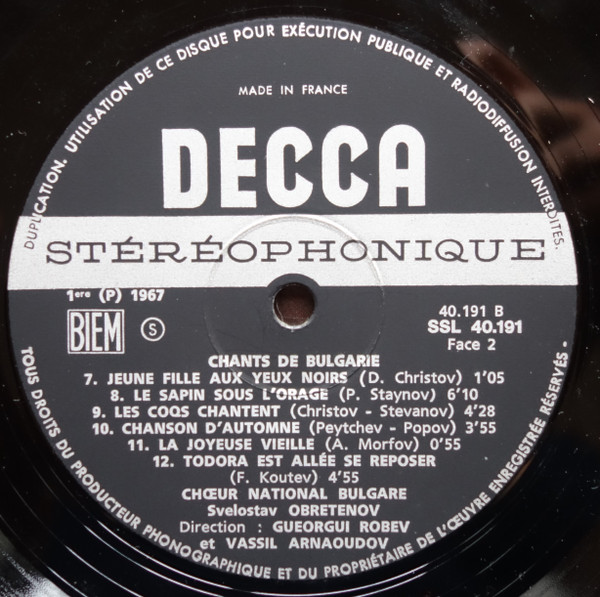 DUPLICATION. UTILISATION DE CE DISQUE POUR EXÉCUTION PUBLIQUE ET RADIODIFFUSION INTERDITES.
MADE IN FRANCE
DECCA
STÉRÉOPHONIQUE
1ere (P) 1967
BIEM
S
40.191 B
SSL 40.191
Face 2
CHANTS DE BULGARIE
7. JEUNE FILLE AUX YEUX NOIRS (D. Christov) 1'05
8. LE SAPIN SOUS L'ORAGE (P. Staynov) 6'10
9. LES COQS CHANTENT (Christov - Stevanov) 4'28
10. CHANSON D'AUTOMNE (Peytchev - Popov) 3'55
11. LA JOYEUSE VIEILLE (A. Morfov) 0'55
12. TODORA EST ALLÉE SE REPOSER
(F. Koutev) 4'55
CHŒUR NATIONAL BULGARE
Svelostav OBRETENOV
Direction : GUEORGUI ROBEV
et VASSIL ARNAOUDOV
TOUS DROITS DU PRODUCTEUR PHONOGRAPHIQUE ET DU PROPRIÉTAIRE DE L'ŒUVRE ENREGISTRÉE RÉSERVÉS -